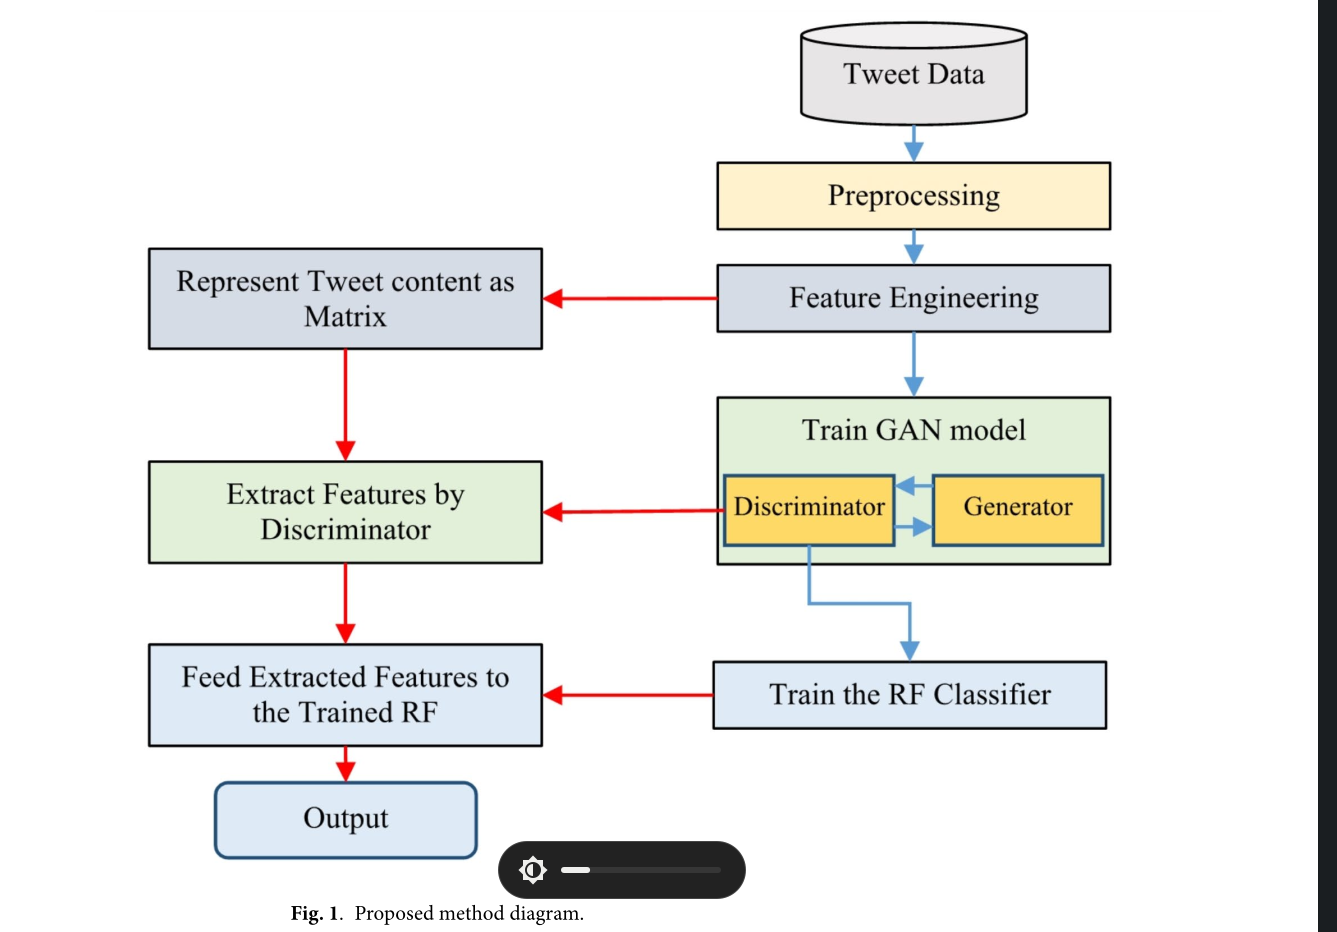 Tweet Data
Preprocessing
Feature Engineering
Represent Tweet content as
Matrix
Train GAN model
Discriminator
Generator
Extract Features by
Discriminator
Train the RF Classifier
Feed Extracted Features to
the Trained RF
Output
Fig. 1. Proposed method diagram.